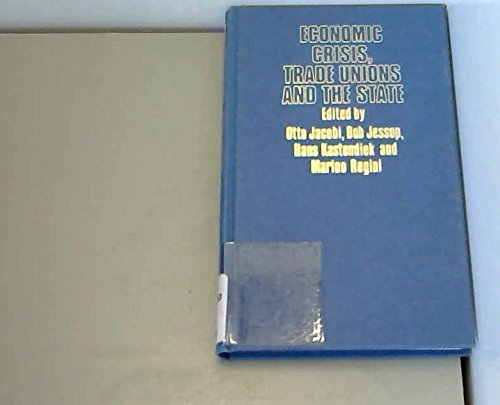 ECONOMIC
CRISIS,
TRADE UNIONS
AND THE STATE
Edited by
Otto Jacobi, Bob Jessop,
Hans Kastendiek and
Marino Regini